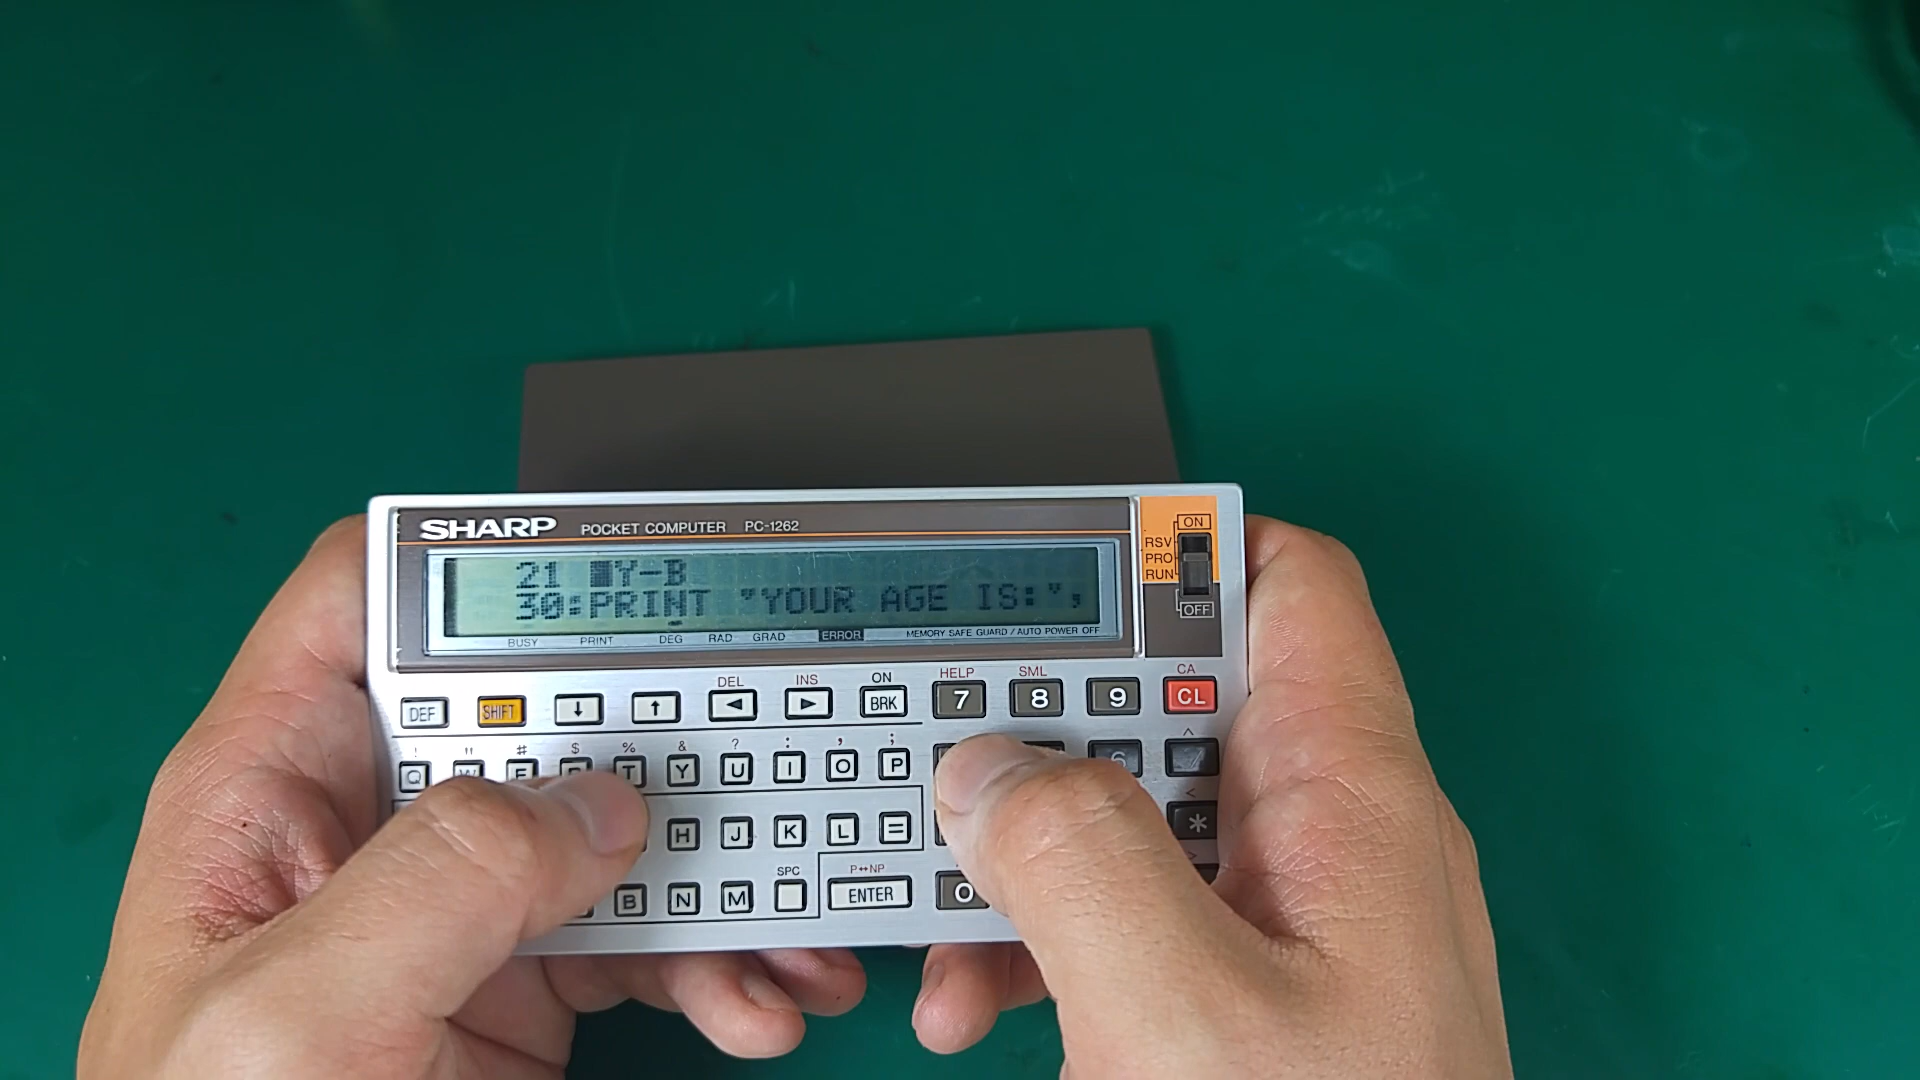 SHARP POCKET COMPUTER PC-1262
ON
RSV
PRO
RUN
OFF
21 Y-B
30:PRINT "YOUR AGE IS:",
BUSY PRINT DEG RAD GRAD ERROR MEMORY SAFE GUARD / AUTO POWER OFF
DEL INS ON HELP SML CA
DEF SHIFT ↓ ↑ ◄ ► BRK 7 8 9 CL
! " # $ % & ? : , ; ^
Q W E R T Y U I O P 6 /
<
H J K L = *
SPC P↔NP >
B N M ENTER 0